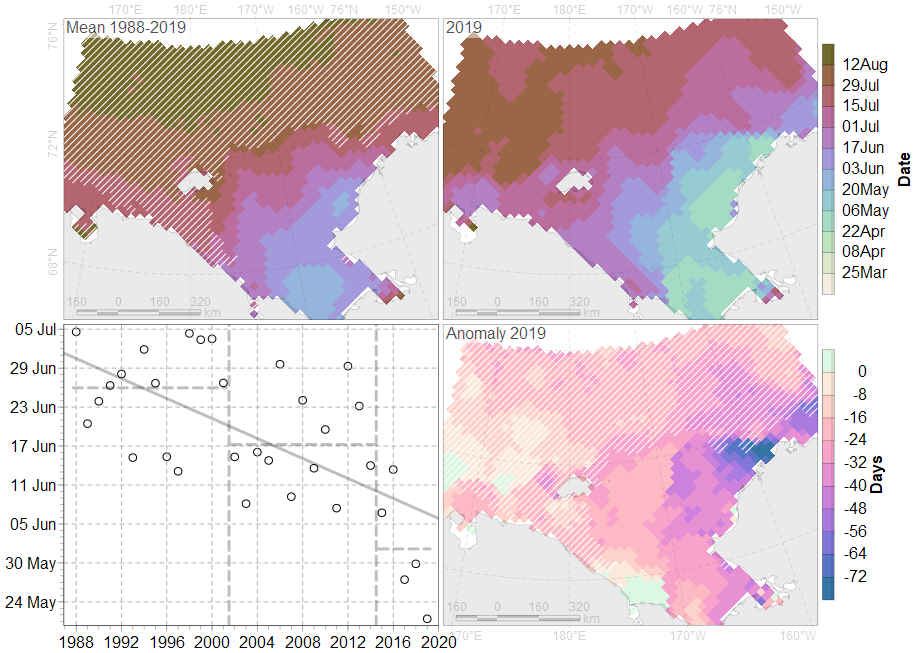 170°E 180°E 170°W 160°W 76°N 150°W
170°E 180°E 170°W 160°W 76°N 150°W
Mean 1988-2019
2019
76°N
72°N
68°N
160 0 160 320 km
160 0 160 320 km
12Aug
29Jul
15Jul
01Jul
17Jun
03Jun
20May
06May
22Apr
08Apr
25Mar
Date
05 Jul
29 Jun
23 Jun
17 Jun
11 Jun
05 Jun
30 May
24 May
1988 1992 1996 2000 2004 2008 2012 2016 2020
Anomaly 2019
160 0 160 320 km
170°E 180°E 170°W 160°W
0
-8
-16
-24
-32
-40
-48
-56
-64
-72
Days